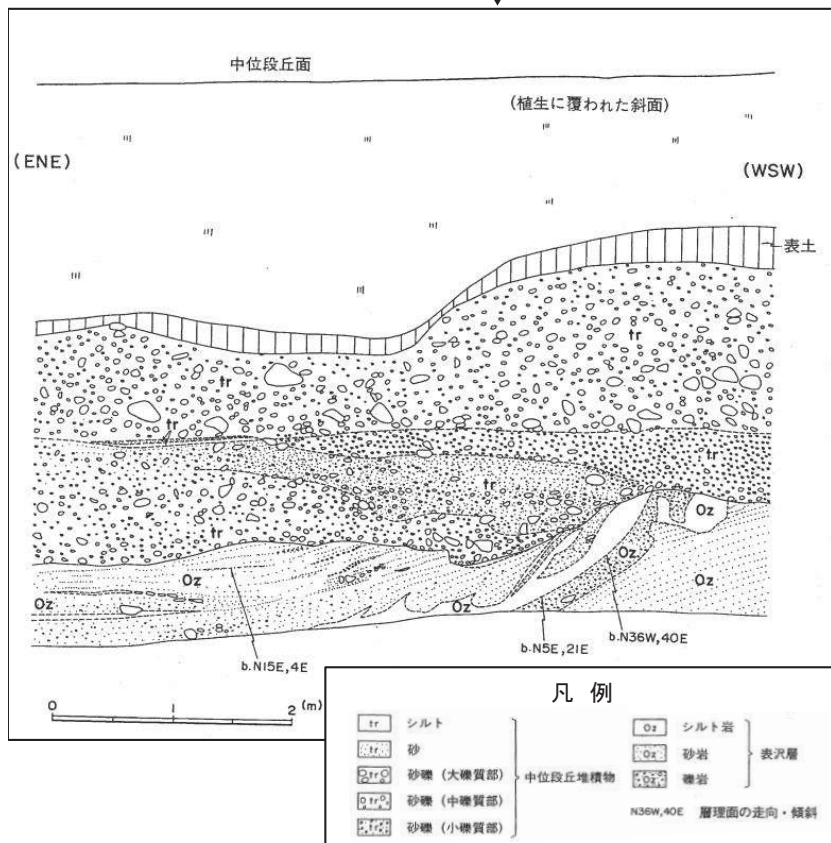 中位段丘面
(植生に覆われた斜面)
(ENE)
(WSW)
表土
tr
tr
tr
tr
tr
tr
Oz
Oz
Oz
Oz
Oz
Oz
b.N15E,4E
b.N5E,21E
b.N36W,40E
0 1 2 (m)
凡 例
tr シルト
tr 砂
tr 砂礫 (大礫質部)
tr 砂礫 (中礫質部)
tr 砂礫 (小礫質部)
中位段丘堆積物
Oz シルト岩
Oz 砂岩
Oz 礫岩
表沢層
N36W,40E 層理面の走向・傾斜